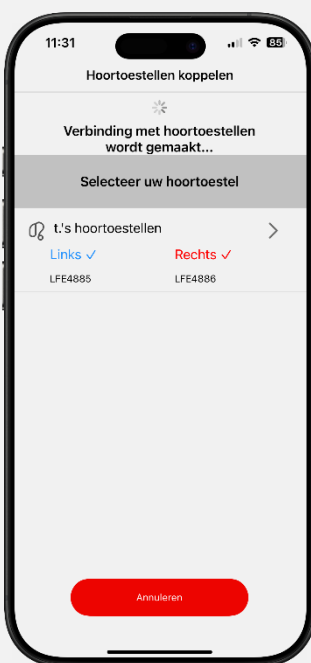 11:31
85
Hoortoestellen koppelen
Verbinding met hoortoestellen
wordt gemaakt...
Selecteer uw hoortoestel
t.'s hoortoestellen
Links ✓ Rechts ✓
LFE4885 LFE4886
Annuleren